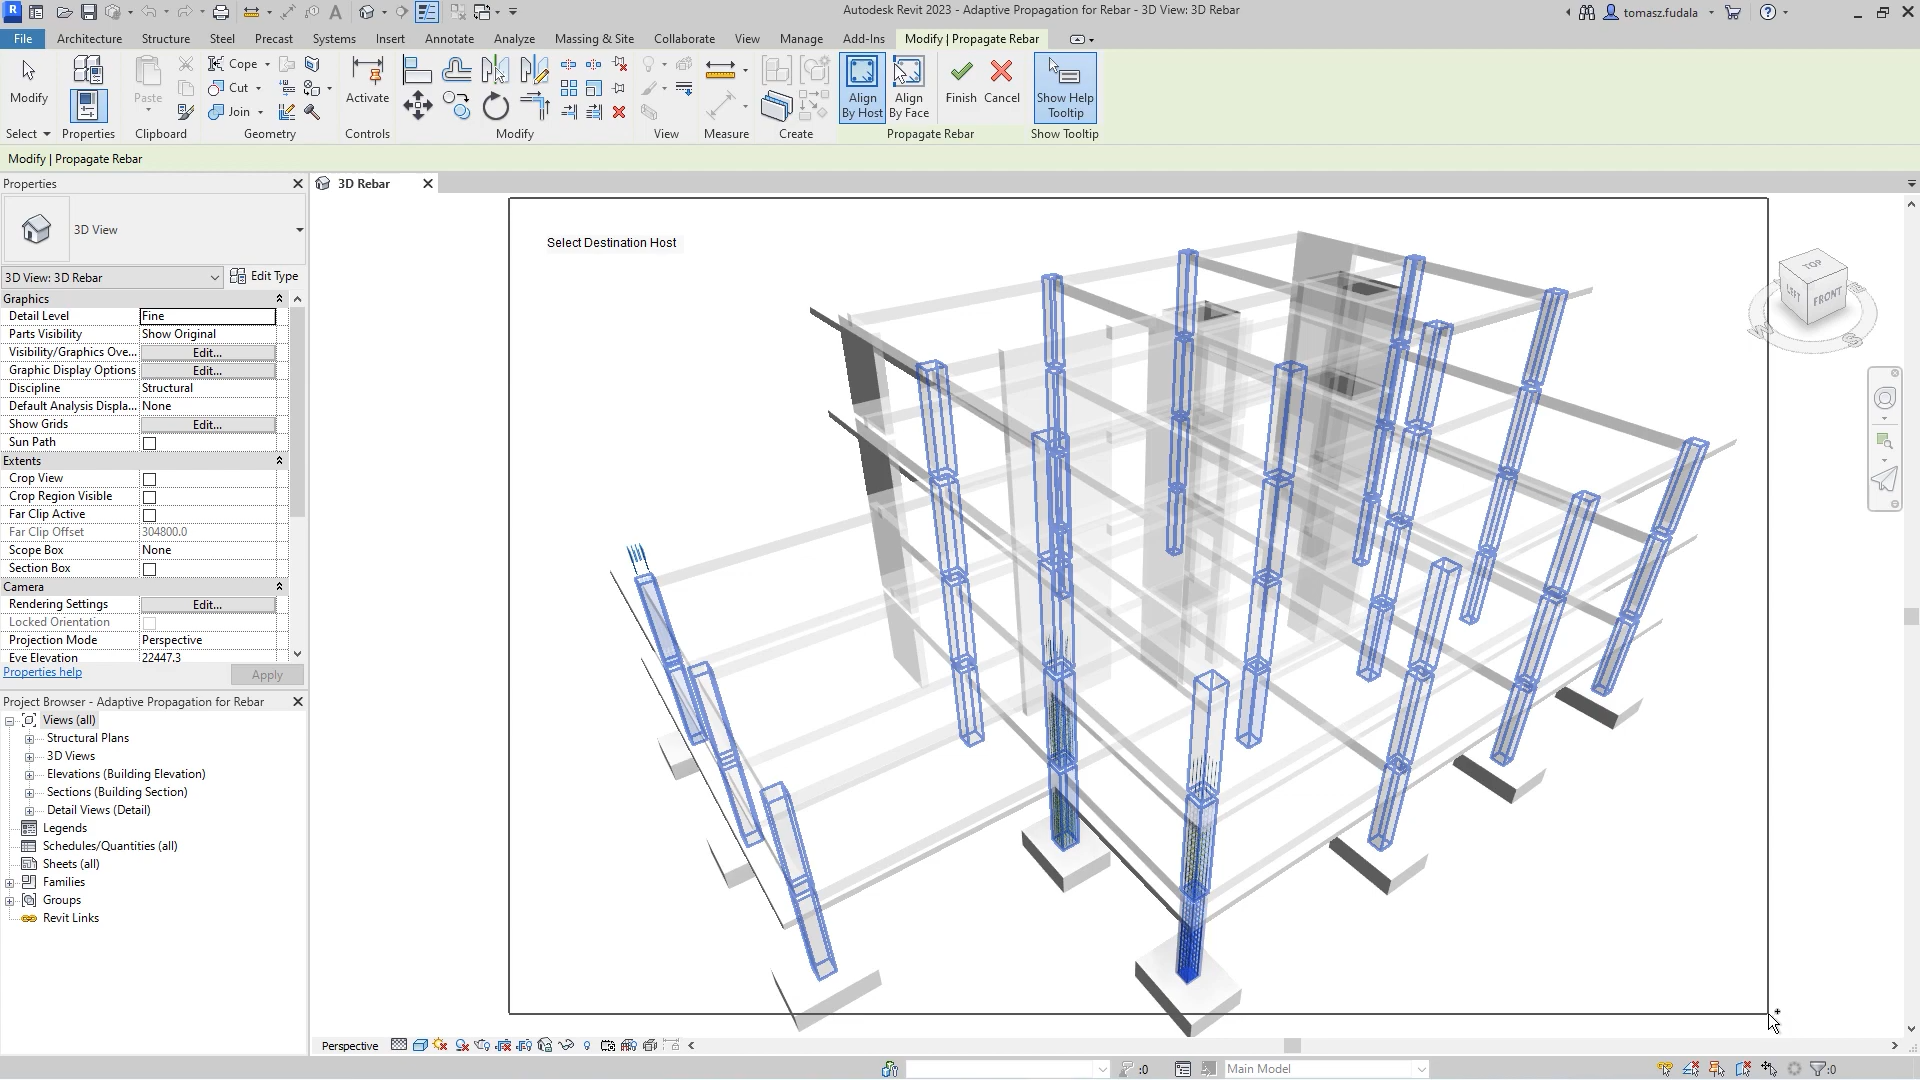 Autodesk Revit 2023 - Adaptive Propagation for Rebar - 3D View: 3D Rebar
tomasz.fudala
File Architecture Structure Steel Precast Systems Insert Annotate Analyze Massing & Site Collaborate View Manage Add-Ins Modify | Propagate Rebar
Modify
Paste
Cope
Cut
Join
Activate
Align By Host
Align By Face
Finish
Cancel
Show Help Tooltip
Select Properties Clipboard Geometry Controls Modify View Measure Create Propagate Rebar Show Tooltip
Modify | Propagate Rebar
Properties
3D Rebar
3D View
3D View: 3D Rebar
Edit Type
Graphics
Detail Level Fine
Parts Visibility Show Original
Visibility/Graphics Ove... Edit...
Graphic Display Options Edit...
Discipline Structural
Default Analysis Displa... None
Show Grids Edit...
Sun Path
Extents
Crop View
Crop Region Visible
Far Clip Active
Far Clip Offset 304800.0
Scope Box None
Section Box
Camera
Rendering Settings Edit...
Locked Orientation
Projection Mode Perspective
Eye Elevation 22447.3
Properties help
Apply
Project Browser - Adaptive Propagation for Rebar
Views (all)
Structural Plans
3D Views
Elevations (Building Elevation)
Sections (Building Section)
Detail Views (Detail)
Legends
Schedules/Quantities (all)
Sheets (all)
Families
Groups
Revit Links
Select Destination Host
TOP
LEFT
FRONT
W
S
Perspective
:0
Main Model
:0